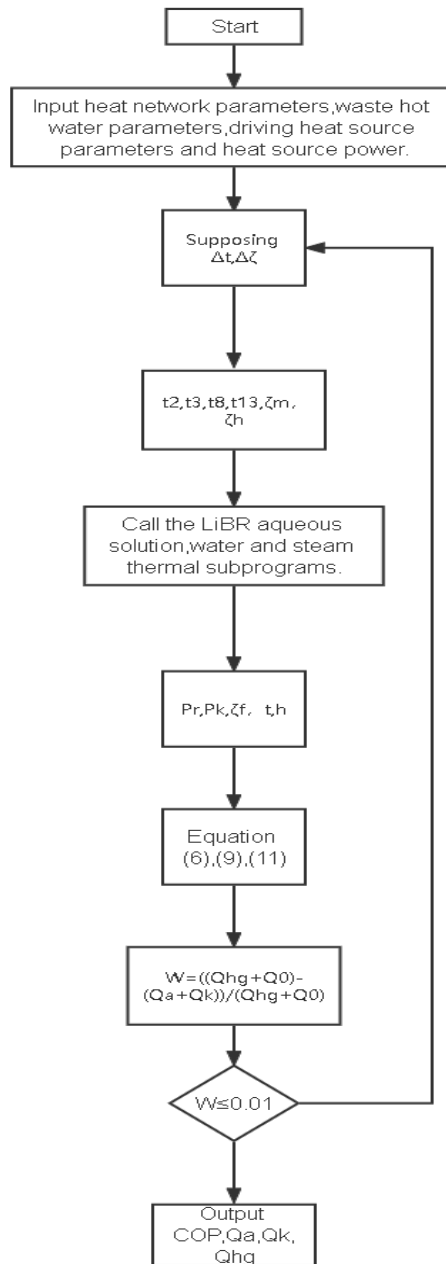 Start
Input heat network parameters,waste hot
water parameters,driving heat source
parameters and heat source power.
Supposing
Δt,Δζ
t2,t3,t8,t13,ζm,
ζh
Call the LiBR aqueous
solution,water and steam
thermal subprograms.
Pr,Pk,ζf, t,h
Equation
(6),(9),(11)
W=((Qhg+Q0)-
(Qa+Qk))/(Qhg+Q0)
W≤0.01
Output
COP,Qa,Qk,
Qhg